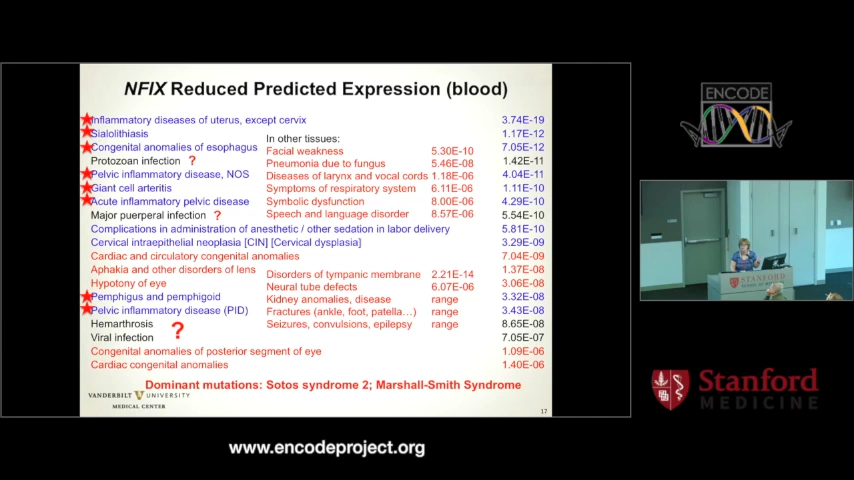 NFIX Reduced Predicted Expression (blood)
Inflammatory diseases of uterus, except cervix 3.74E-19
Sialolithiasis 1.17E-12
Congenital anomalies of esophagus 7.05E-12
Protozoan infection ? 1.42E-11
Pelvic inflammatory disease, NOS 4.04E-11
Giant cell arteritis 1.11E-10
Acute inflammatory pelvic disease 4.29E-10
Major puerperal infection ? 5.54E-10
Complications in administration of anesthetic / other sedation in labor delivery 5.81E-10
Cervical intraepithelial neoplasia [CIN] [Cervical dysplasia] 3.29E-09
Cardiac and circulatory congenital anomalies 7.04E-09
Aphakia and other disorders of lens 1.37E-08
Hypotony of eye 3.06E-08
Pemphigus and pemphigoid 3.32E-08
Pelvic inflammatory disease (PID) 3.43E-08
Hemarthrosis 8.65E-08
?
Viral infection 7.05E-07
Congenital anomalies of posterior segment of eye 1.09E-06
Cardiac congenital anomalies 1.40E-06
In other tissues:
Facial weakness 5.30E-10
Pneumonia due to fungus 5.46E-08
Diseases of larynx and vocal cords 1.18E-06
Symptoms of respiratory system 6.11E-06
Symbolic dysfunction 8.00E-06
Speech and language disorder 8.57E-06
Disorders of tympanic membrane 2.21E-14
Neural tube defects 6.07E-06
Kidney anomalies, disease range
Fractures (ankle, foot, patella…) range
Seizures, convulsions, epilepsy range
Dominant mutations: Sotos syndrome 2; Marshall-Smith Syndrome
VANDERBILT V UNIVERSITY
MEDICAL CENTER
17
ENCODE
STANFORD
Stanford
MEDICINE
www.encodeproject.org